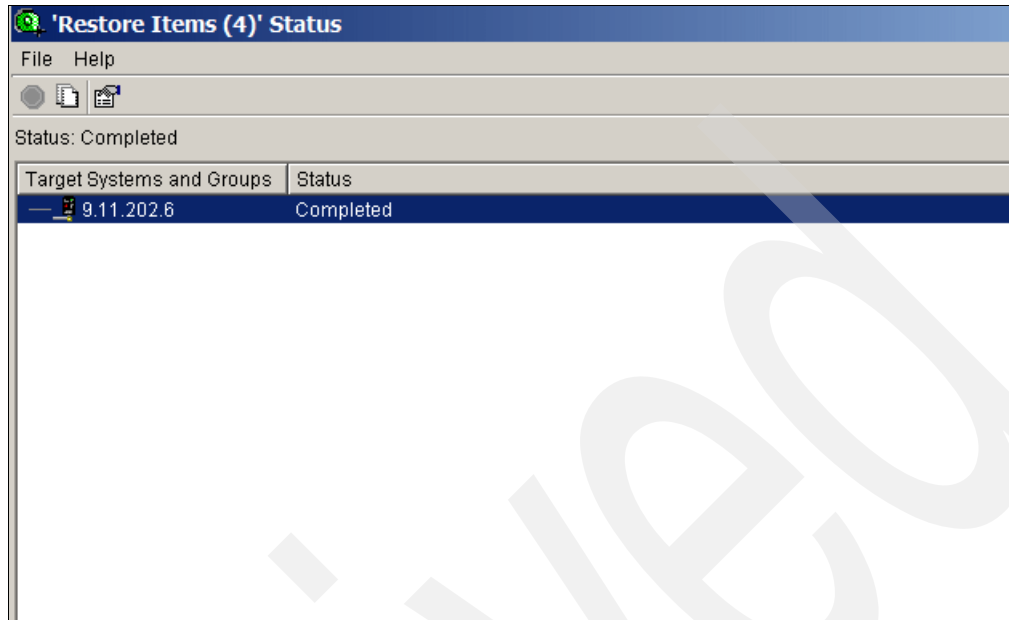 'Restore Items (4)' Status
File Help
Status: Completed
Target Systems and Groups Status
9.11.202.6 Completed